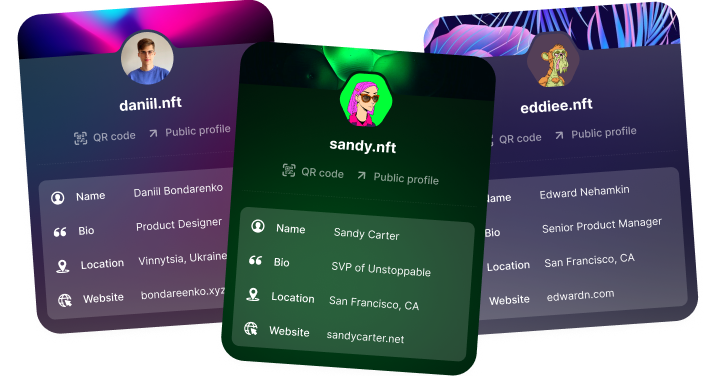 daniil.nft
QR code
Public profile
Name
Daniil Bondarenko
Bio
Product Designer
Location
Vinnytsia, Ukraine
Website
bondareenko.xyz
sandy.nft
QR code
Public profile
Name
Sandy Carter
Bio
SVP of Unstoppable
Location
San Francisco, CA
Website
sandycarter.net
eddiee.nft
QR code
Public profile
Name
Edward Nehamkin
Bio
Senior Product Manager
Location
San Francisco, CA
Website
edwardn.com